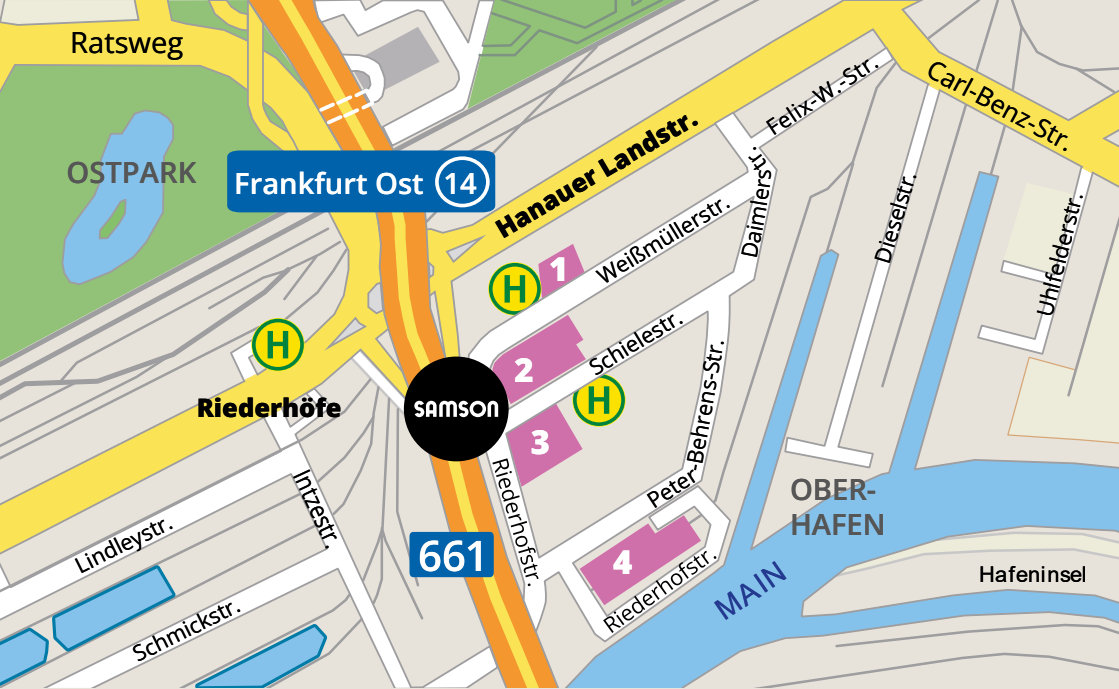 Ratsweg
Carl-Benz-Str.
Felix-W.-Str.
Hanauer Landstr.
OSTPARK
Frankfurt Ost 14
Daimlerstr.
Dieselstr.
Weißmüllerstr.
Uhlfelderstr.
1
H
H
Schielestr.
2
H
Riederhöfe
SAMSON
3
Peter-Behrens-Str.
Riederhofstr.
Intzestr.
OBER-
HAFEN
Lindleystr.
661
4
Riederhofstr.
MAIN
Hafeninsel
Schmickstr.